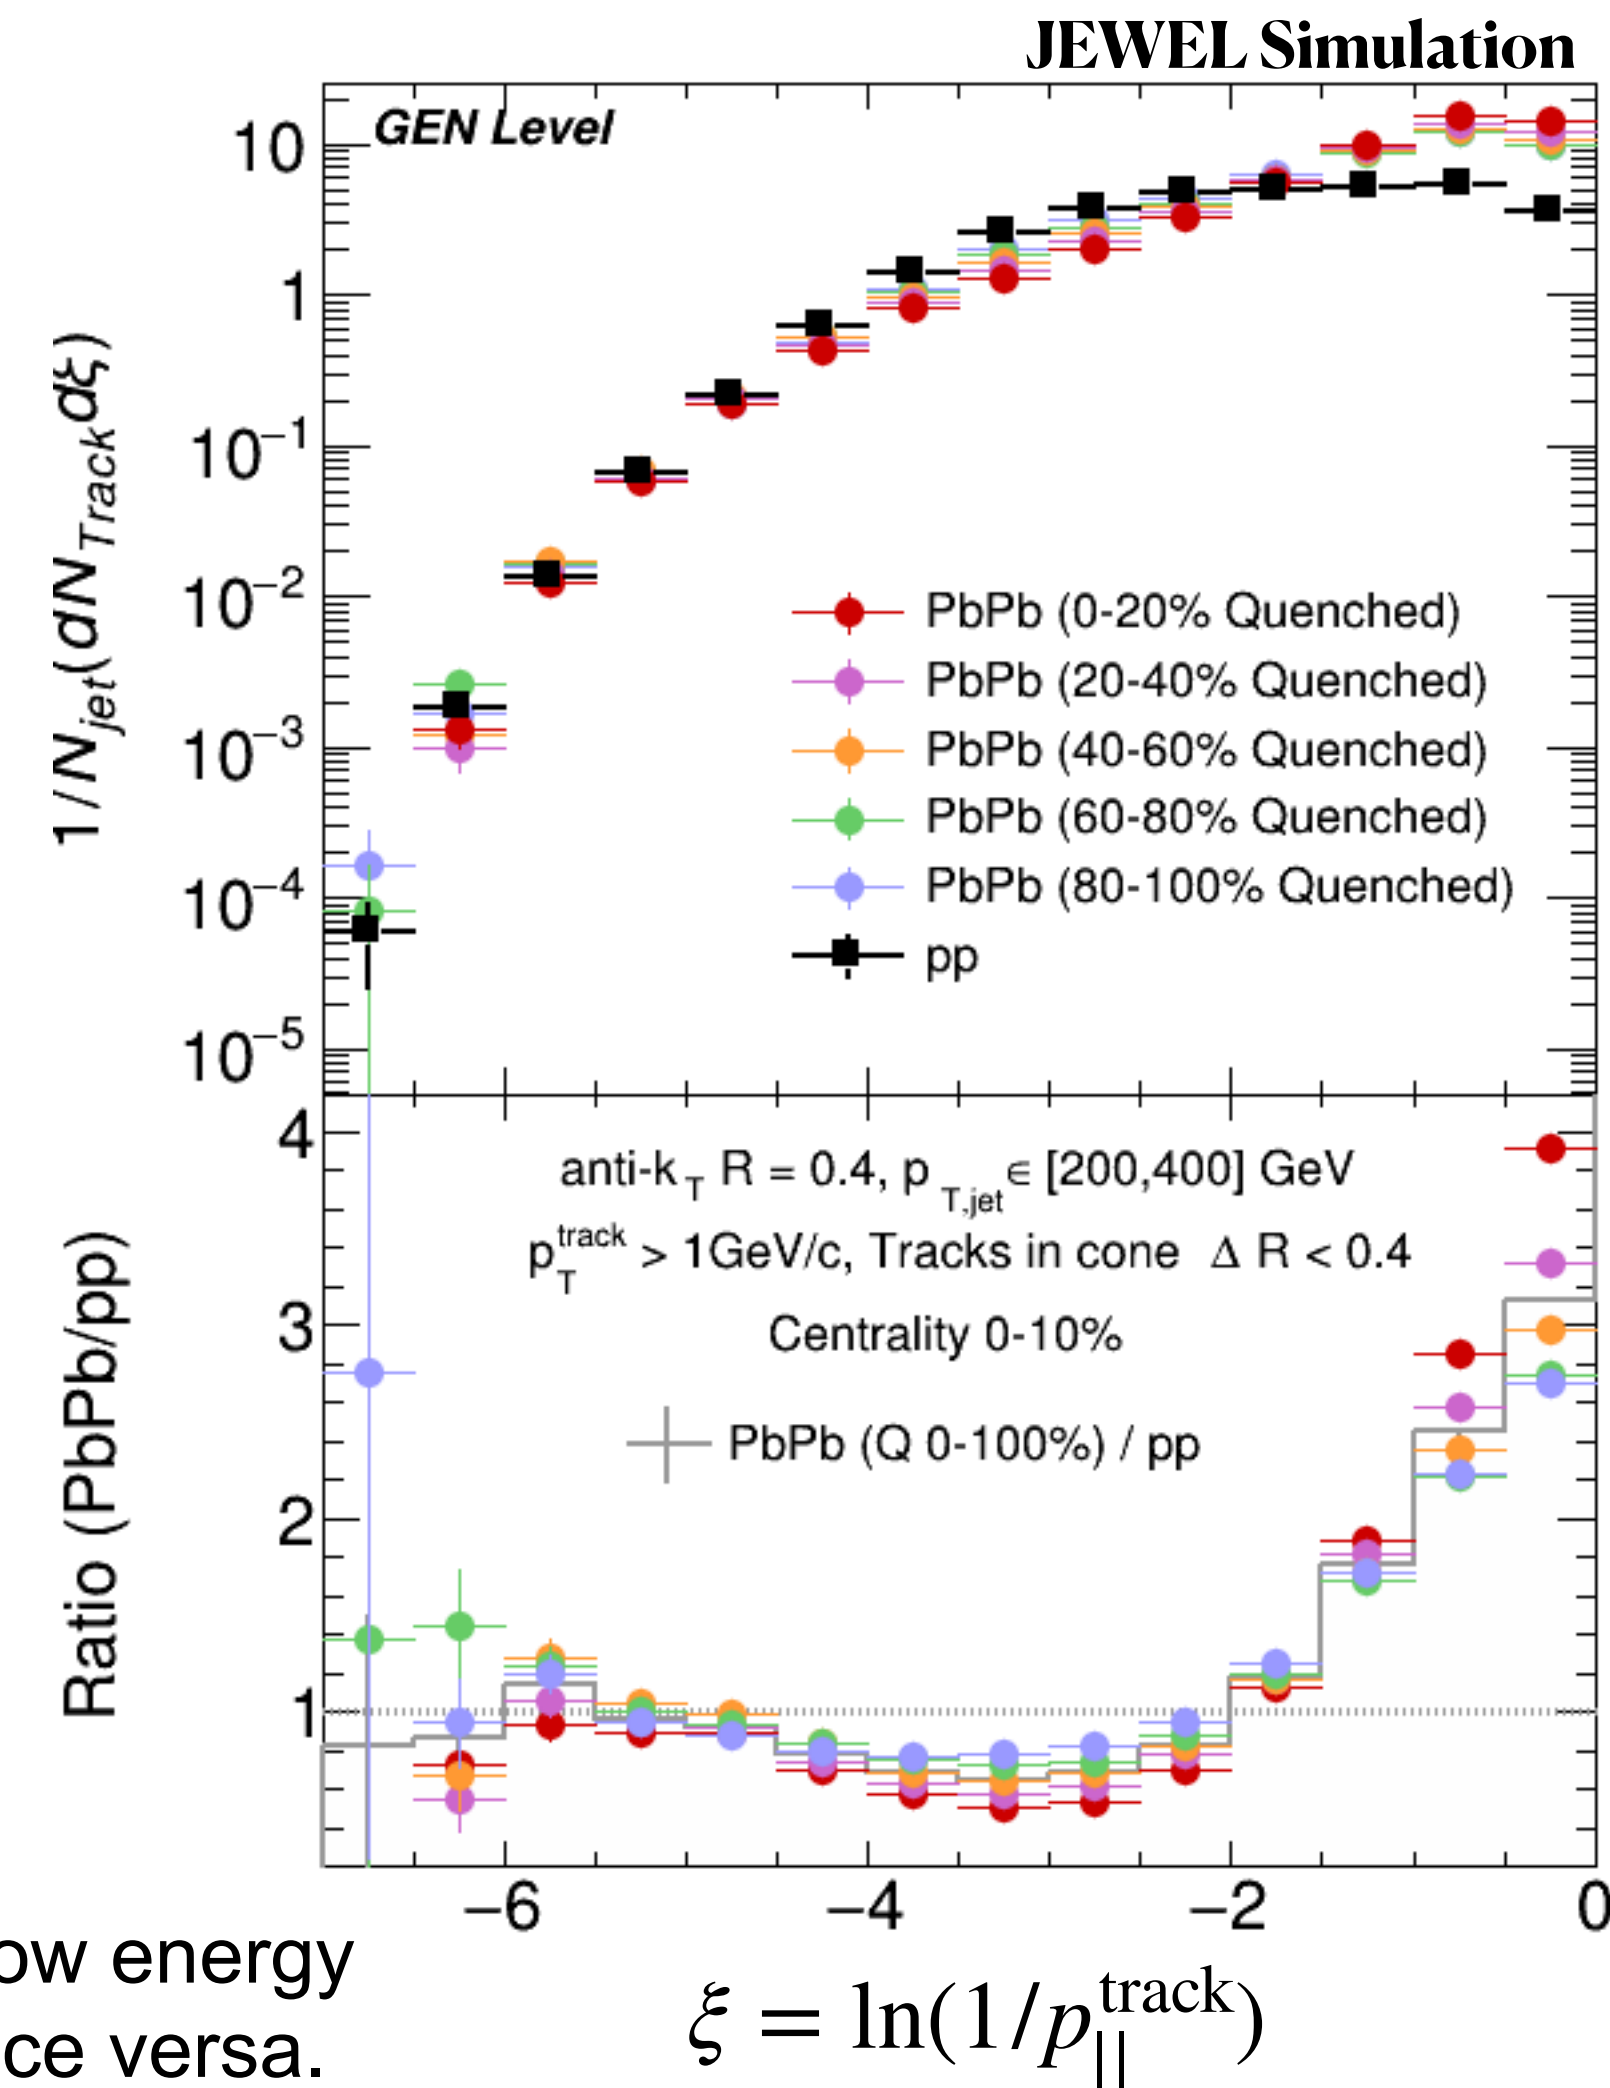 JEWEL Simulation
GEN Level
10
1
10⁻¹
10⁻²
10⁻³
10⁻⁴
10⁻⁵
1/N_jet(dN_Track dξ)
PbPb (0-20% Quenched)
PbPb (20-40% Quenched)
PbPb (40-60% Quenched)
PbPb (60-80% Quenched)
PbPb (80-100% Quenched)
pp
4
3
2
1
Ratio (PbPb/pp)
anti-k_T R = 0.4, p_T,jet ∈ [200,400] GeV
p_T^track > 1GeV/c, Tracks in cone Δ R < 0.4
Centrality 0-10%
PbPb (Q 0-100%) / pp
−6 −4 −2 0
ow energy
ce versa.
ξ = ln(1/p_||^track)